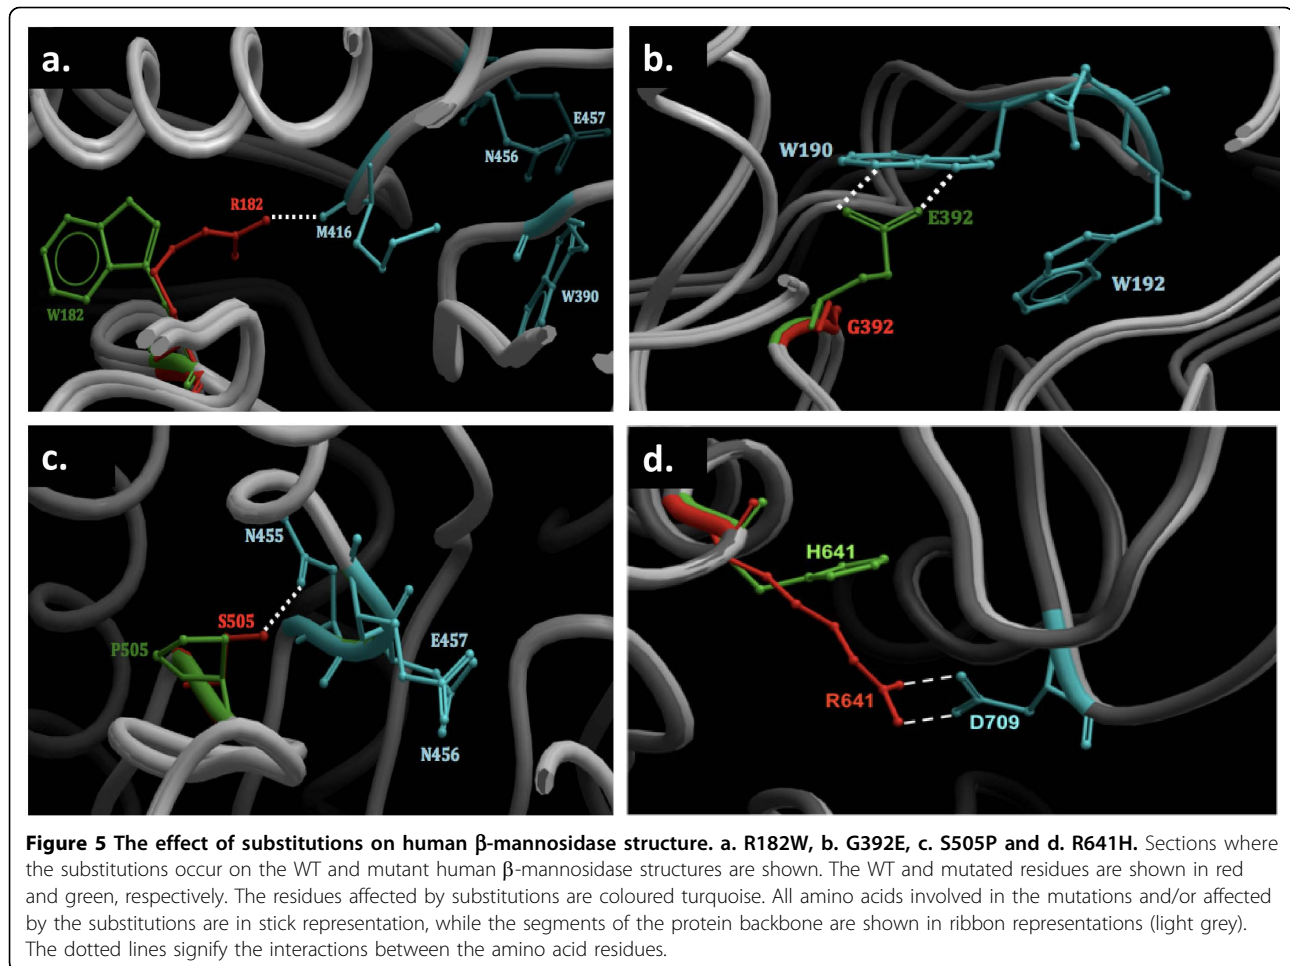 a.
E457
N456
R182
M416
W182
W390
b.
W190
E392
W192
G392
c.
N455
S505
P505
E457
N456
d.
H641
R641
D709
Figure 5 The effect of substitutions on human β-mannosidase structure. a. R182W, b. G392E, c. S505P and d. R641H. Sections where
the substitutions occur on the WT and mutant human β-mannosidase structures are shown. The WT and mutated residues are shown in red
and green, respectively. The residues affected by substitutions are coloured turquoise. All amino acids involved in the mutations and/or affected
by the substitutions are in stick representation, while the segments of the protein backbone are shown in ribbon representations (light grey).
The dotted lines signify the interactions between the amino acid residues.